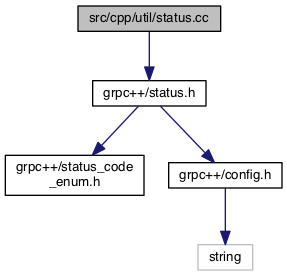 src/cpp/util/status.cc
grpc++/status.h
grpc++/status_code
_enum.h
grpc++/config.h
string